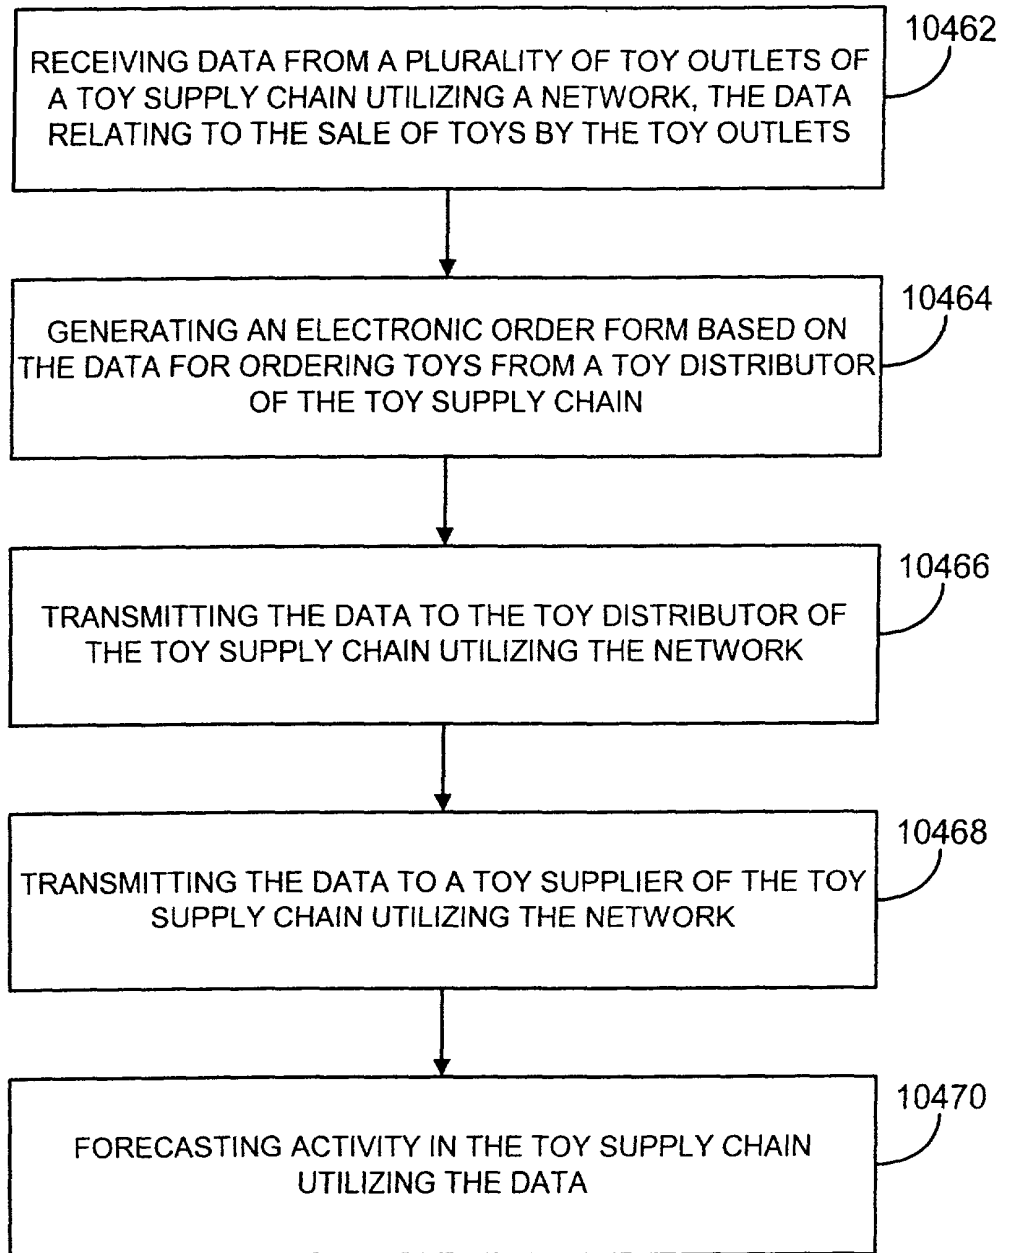 10462
RECEIVING DATA FROM A PLURALITY OF TOY OUTLETS OF
A TOY SUPPLY CHAIN UTILIZING A NETWORK, THE DATA
RELATING TO THE SALE OF TOYS BY THE TOY OUTLETS
10464
GENERATING AN ELECTRONIC ORDER FORM BASED ON
THE DATA FOR ORDERING TOYS FROM A TOY DISTRIBUTOR
OF THE TOY SUPPLY CHAIN
10466
TRANSMITTING THE DATA TO THE TOY DISTRIBUTOR OF
THE TOY SUPPLY CHAIN UTILIZING THE NETWORK
10468
TRANSMITTING THE DATA TO A TOY SUPPLIER OF THE TOY
SUPPLY CHAIN UTILIZING THE NETWORK
10470
FORECASTING ACTIVITY IN THE TOY SUPPLY CHAIN
UTILIZING THE DATA